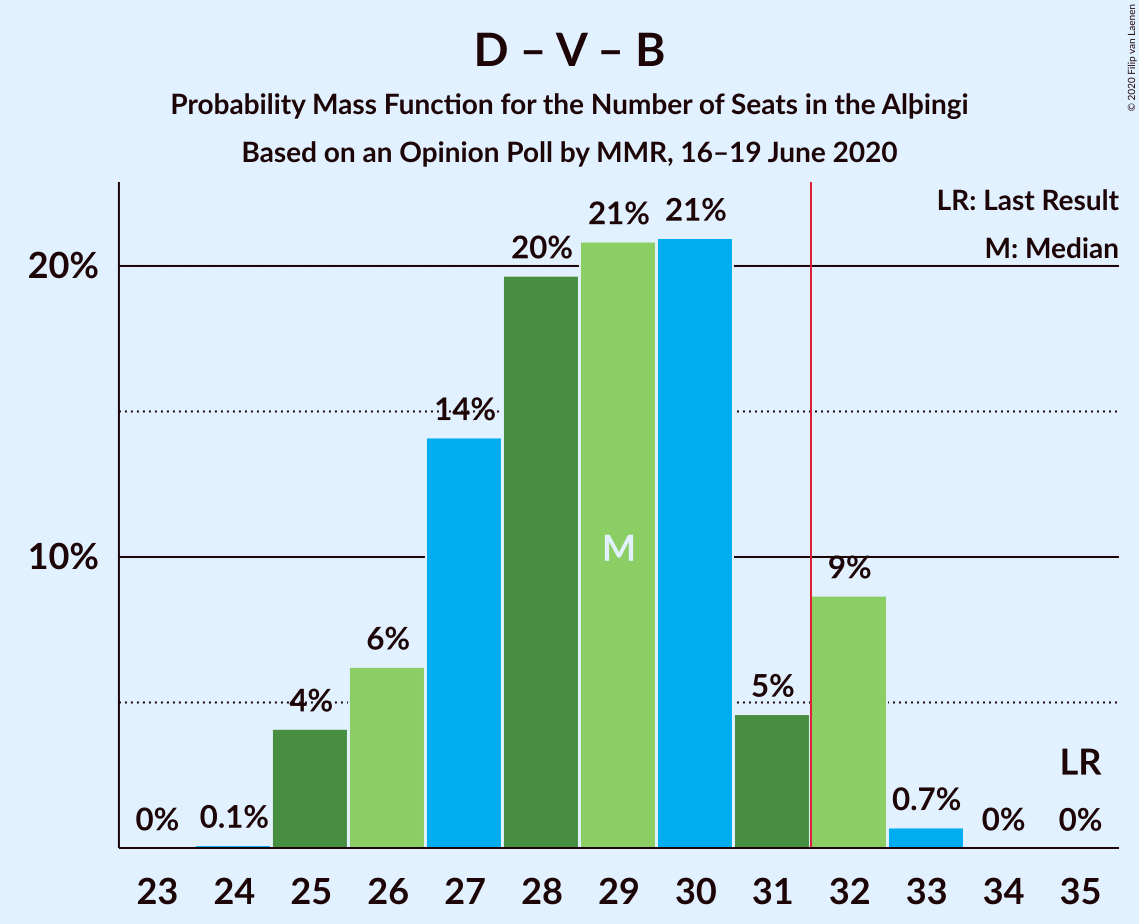 D – V – B
Probability Mass Function for the Number of Seats in the Alþingi
Based on an Opinion Poll by MMR, 16–19 June 2020
© 2020 Filip van Laenen
LR: Last Result
M: Median
20%
10%
0%
0.1%
4%
6%
14%
20%
21%
21%
5%
9%
0.7%
0%
0%
M
LR
23 24 25 26 27 28 29 30 31 32 33 34 35